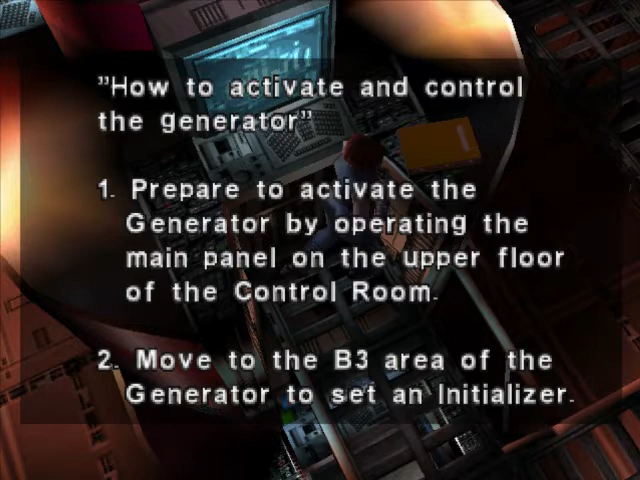 ”How to activate and control
the generator”
1. Prepare to activate the
Generator by operating the
main panel on the upper floor
of the Control Room.
2. Move to the B3 area of the
Generator to set an Initializer.